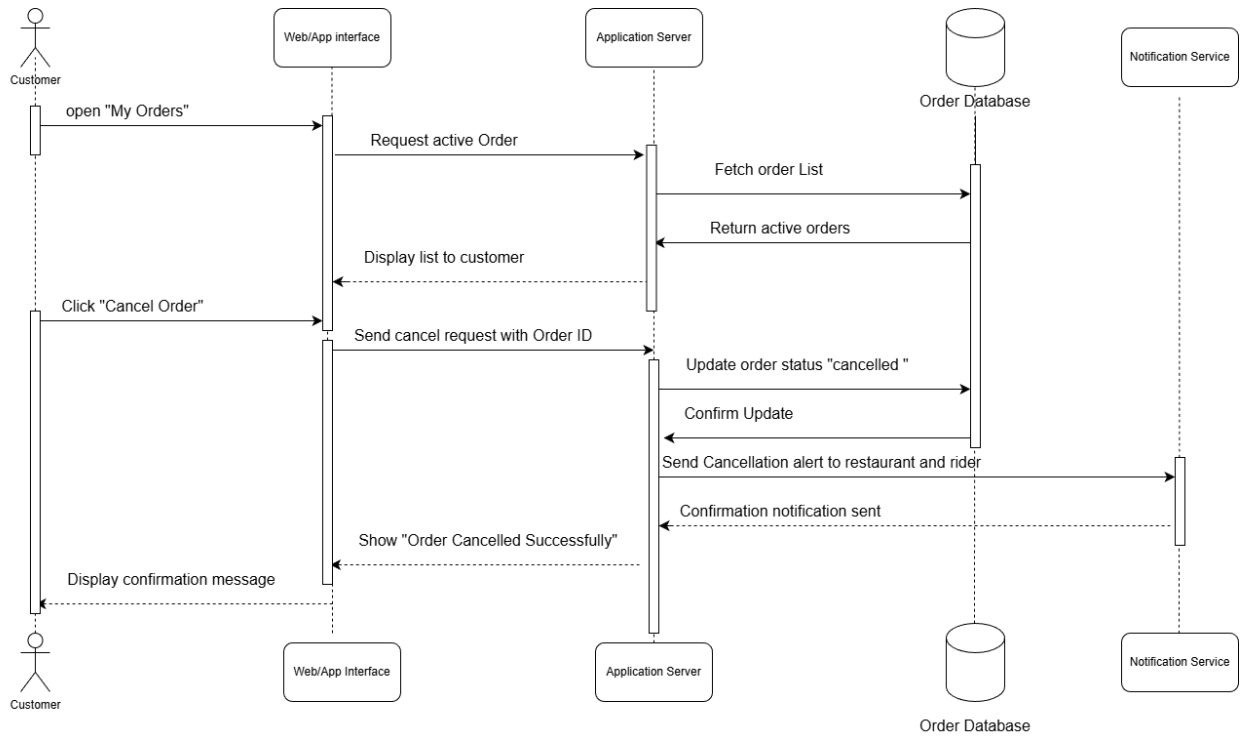 Web/App interface
Application Server
Notification Service
Customer
Order Database
open "My Orders"
Request active Order
Fetch order List
Return active orders
Display list to customer
Click "Cancel Order"
Send cancel request with Order ID
Update order status "cancelled "
Confirm Update
Send Cancellation alert to restaurant and rider
Confirmation notification sent
Show "Order Cancelled Successfully"
Display confirmation message
Web/App Interface
Application Server
Notification Service
Customer
Order Database